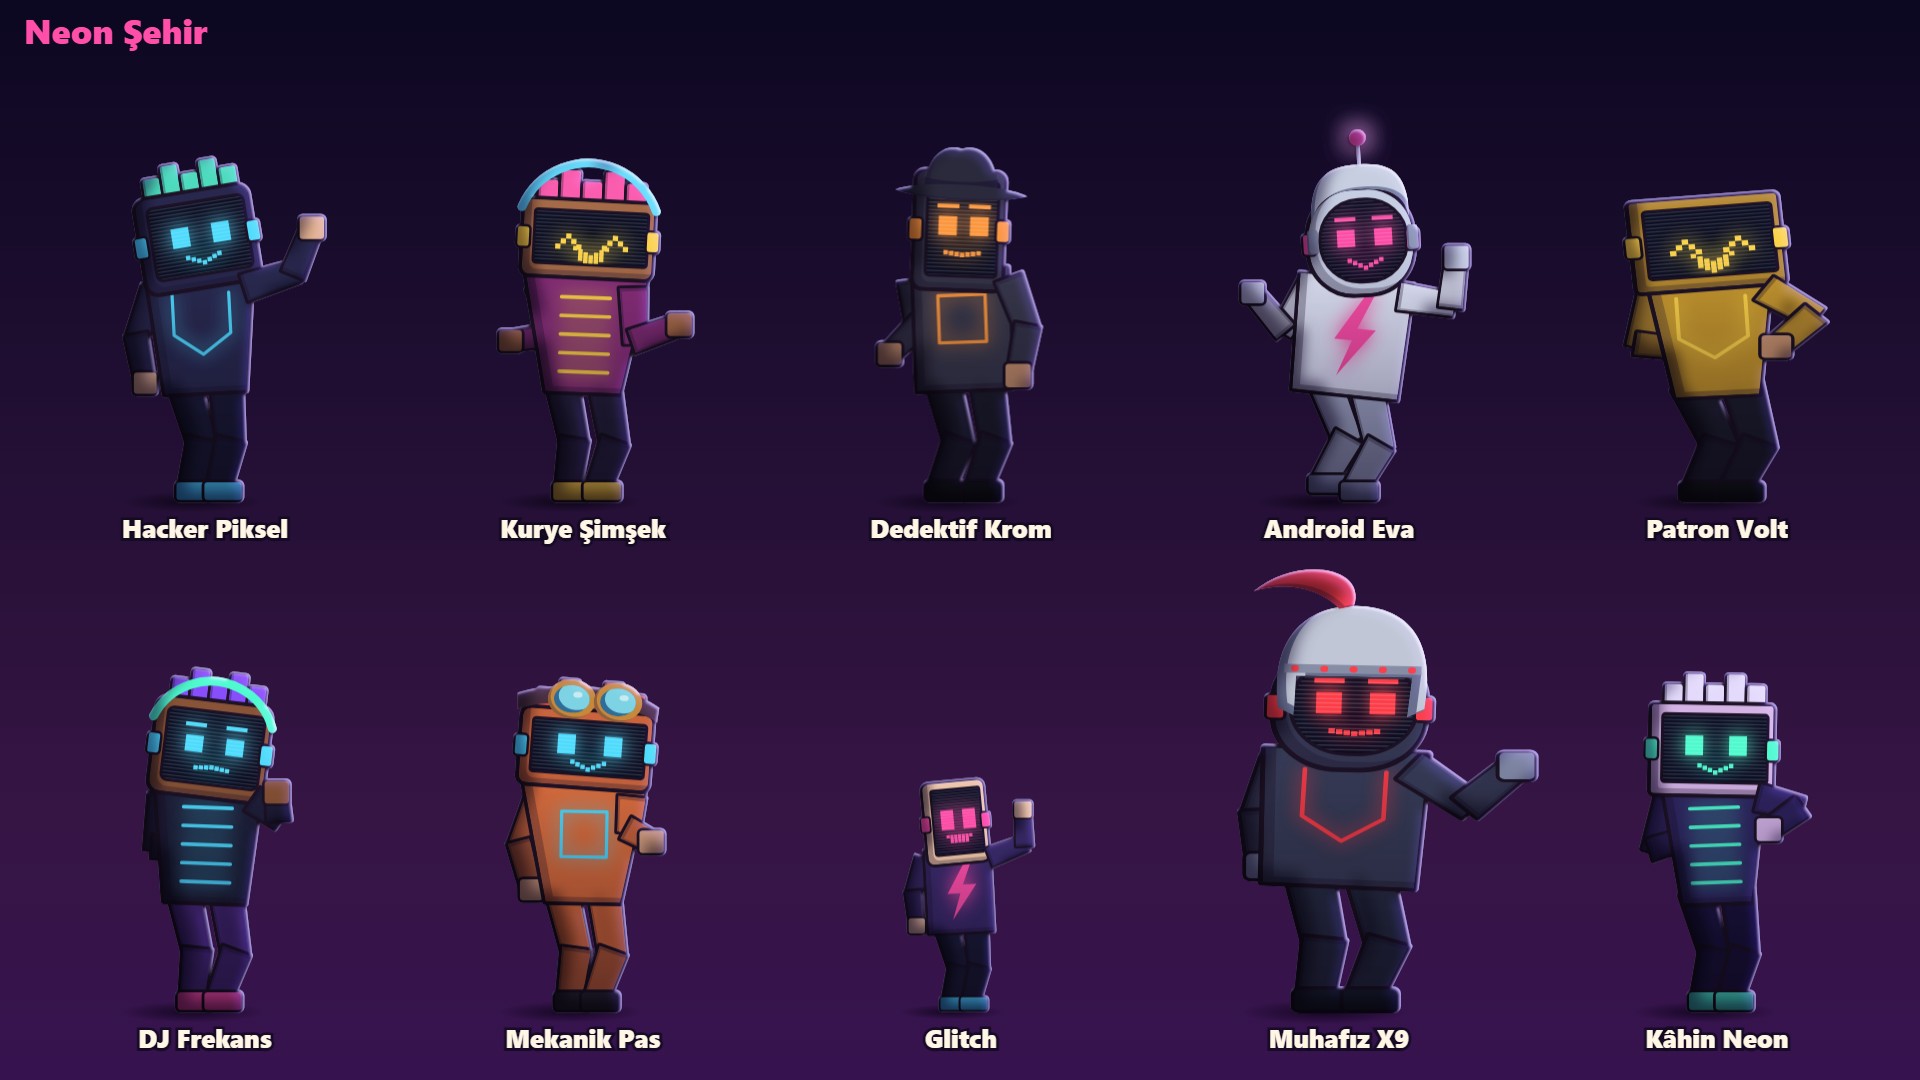 Neon Şehir
Hacker Piksel
Kurye Şimşek
Dedektif Krom
Android Eva
Patron Volt
DJ Frekans
Mekanik Pas
Glitch
Muhafız X9
Kâhin Neon